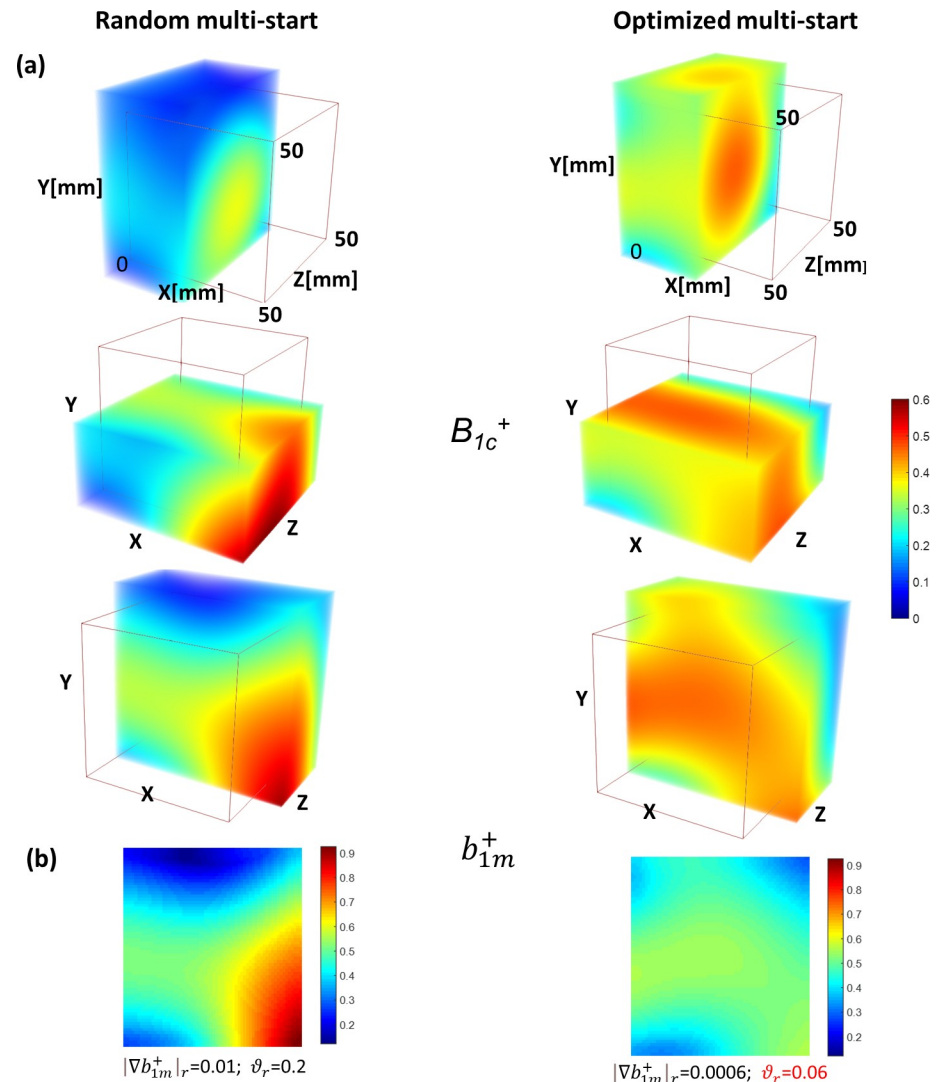 Random multi-start
Optimized multi-start
(a)
50
Y[mm]
50
0
Z[mm]
X[mm]
50
50
Y[mm]
50
0
Z[mm]
X[mm]
50
Y
X
Z
B1c+
Y
X
Z
0.6
0.5
0.4
0.3
0.2
0.1
0
Y
X
Z
Y
X
Z
(b)
b1m+
0.9
0.8
0.7
0.6
0.5
0.4
0.3
0.2
0.9
0.8
0.7
0.6
0.5
0.4
0.3
0.2
|∇b1m+|r=0.01; ϑr=0.2
|∇b1m+|r=0.0006; ϑr=0.06